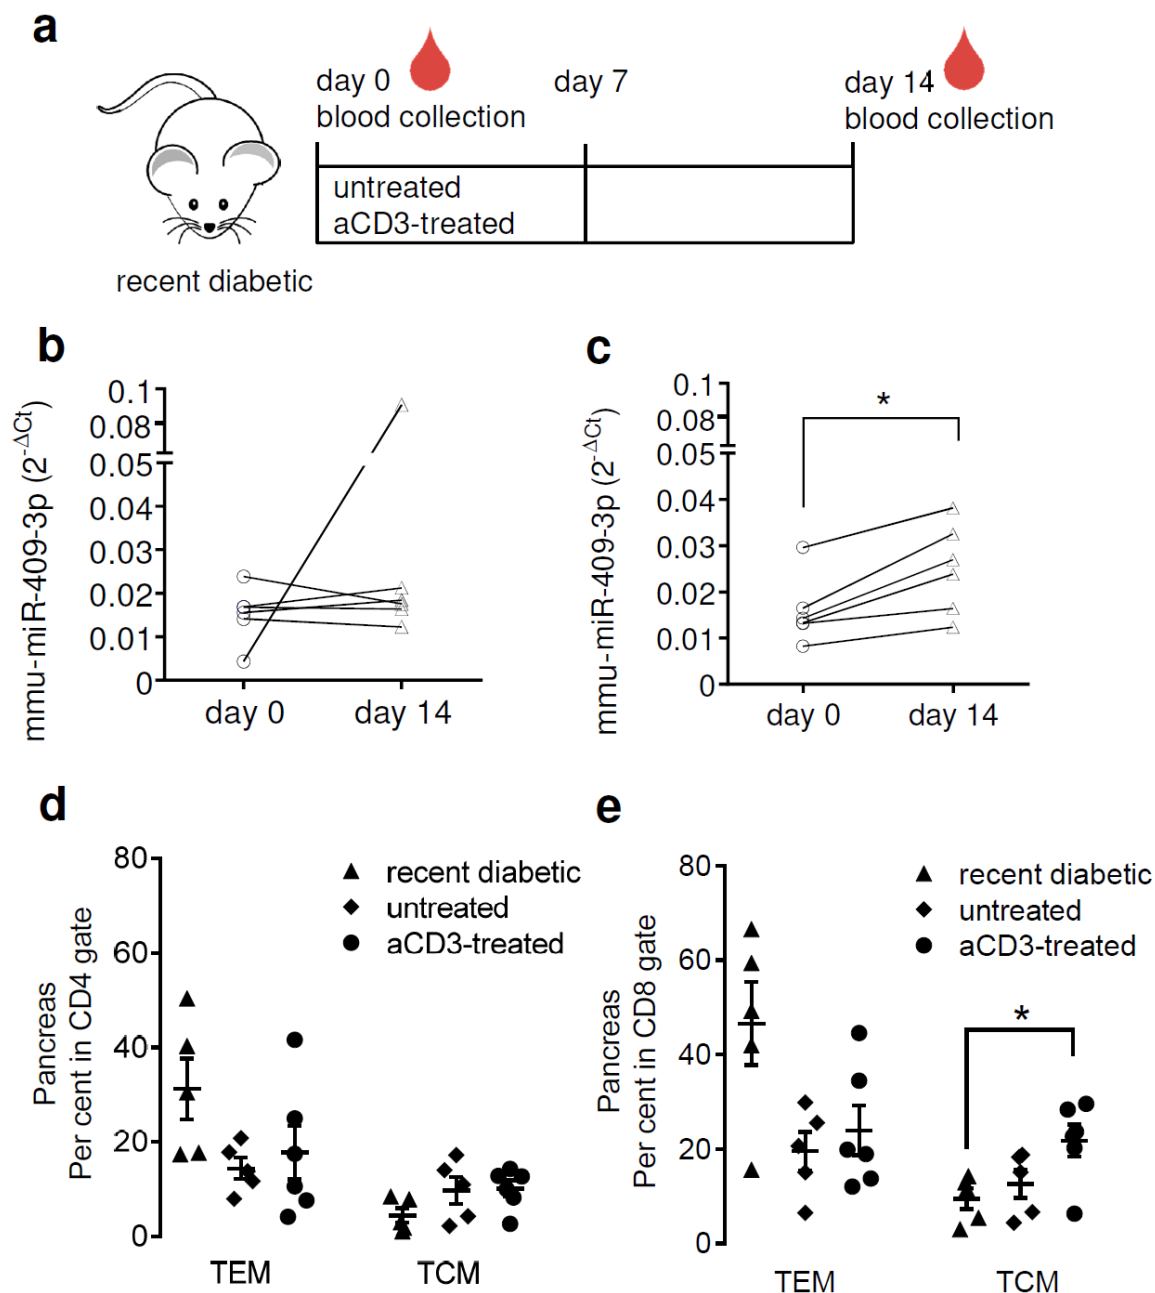 a
day 0
blood collection
day 7
day 14
blood collection
untreated
aCD3-treated
recent diabetic
b
mmu-miR-409-3p (2^-ΔCt)
0.1
0.08
0.05
0.04
0.03
0.02
0.01
0
day 0
day 14
c
mmu-miR-409-3p (2^-ΔCt)
0.1
0.08
0.05
0.04
0.03
0.02
0.01
0
*
day 0
day 14
d
Pancreas
Per cent in CD4 gate
80
60
40
20
0
recent diabetic
untreated
aCD3-treated
TEM
TCM
e
Pancreas
Per cent in CD8 gate
80
60
40
20
0
recent diabetic
untreated
aCD3-treated
*
TEM
TCM